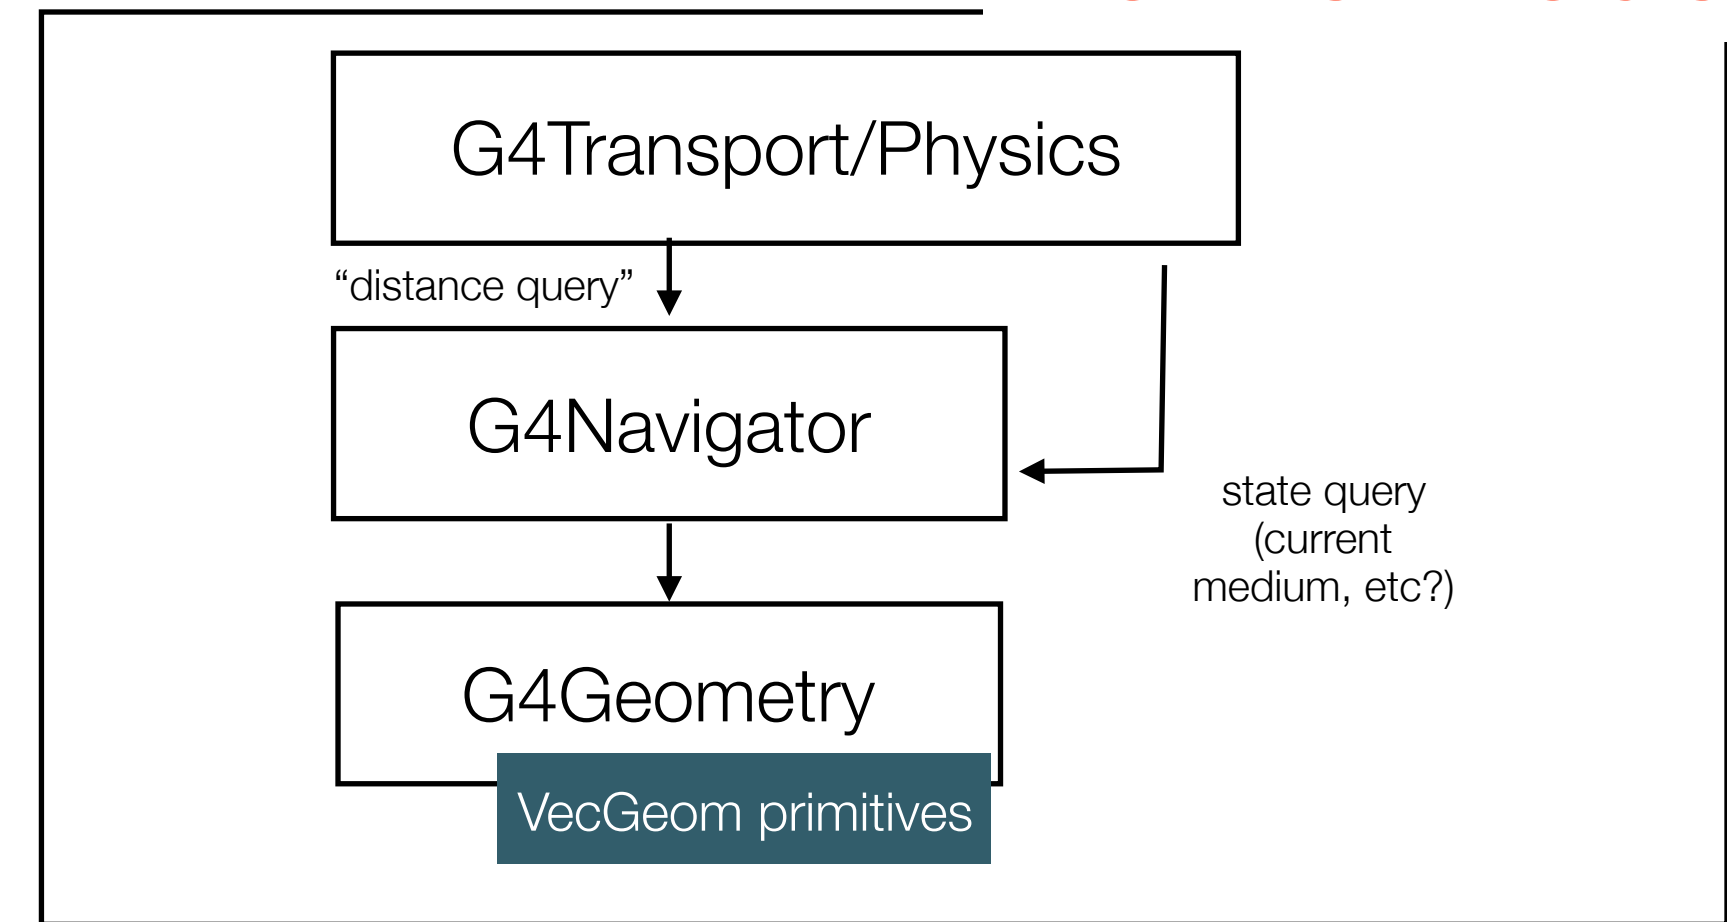 G4Transport/Physics
“distance query”
G4Navigator
state query
(current
medium, etc?)
G4Geometry
VecGeom primitives